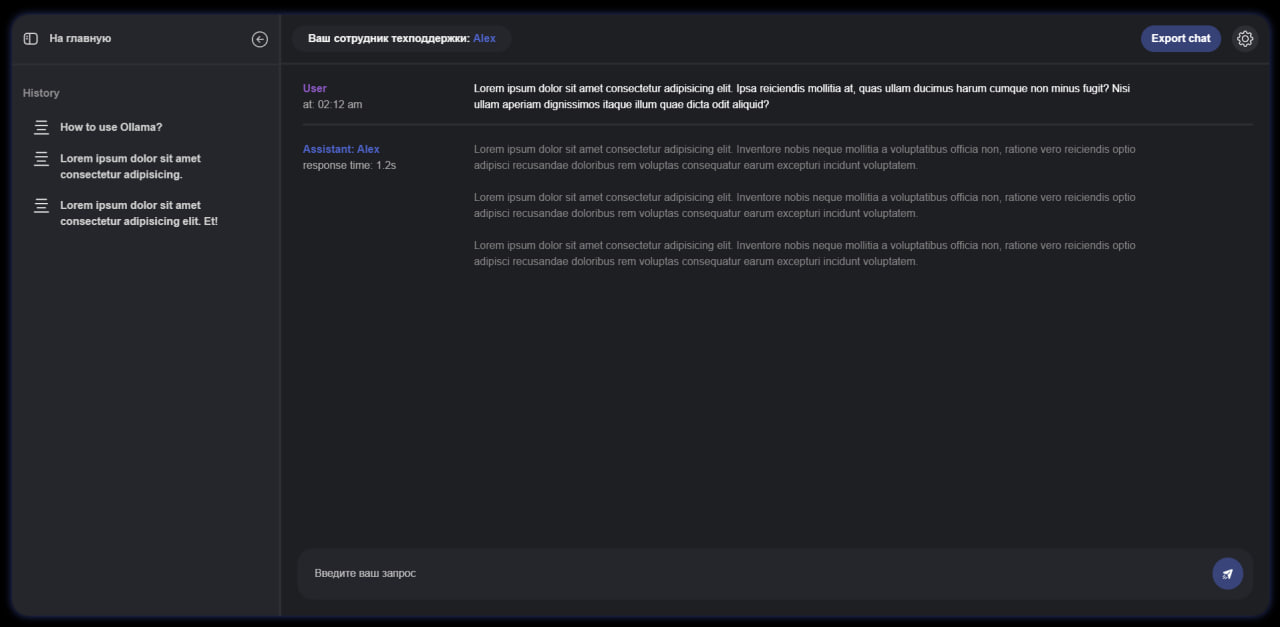 На главную
History
How to use Ollama?
Lorem ipsum dolor sit amet
consectetur adipisicing.
Lorem ipsum dolor sit amet
consectetur adipisicing elit. Et!
Ваш сотрудник техподдержки: Alex
Export chat
User
at: 02:12 am
Lorem ipsum dolor sit amet consectetur adipisicing elit. Ipsa reiciendis mollitia at, quas ullam ducimus harum cumque non minus fugit? Nisi
ullam aperiam dignissimos itaque illum quae dicta odit aliquid?
Assistant: Alex
response time: 1.2s
Lorem ipsum dolor sit amet consectetur adipisicing elit. Inventore nobis neque mollitia a voluptatibus officia non, ratione vero reiciendis optio
adipisci recusandae doloribus rem voluptas consequatur earum excepturi incidunt voluptatem.
Lorem ipsum dolor sit amet consectetur adipisicing elit. Inventore nobis neque mollitia a voluptatibus officia non, ratione vero reiciendis optio
adipisci recusandae doloribus rem voluptas consequatur earum excepturi incidunt voluptatem.
Lorem ipsum dolor sit amet consectetur adipisicing elit. Inventore nobis neque mollitia a voluptatibus officia non, ratione vero reiciendis optio
adipisci recusandae doloribus rem voluptas consequatur earum excepturi incidunt voluptatem.
Введите ваш запрос